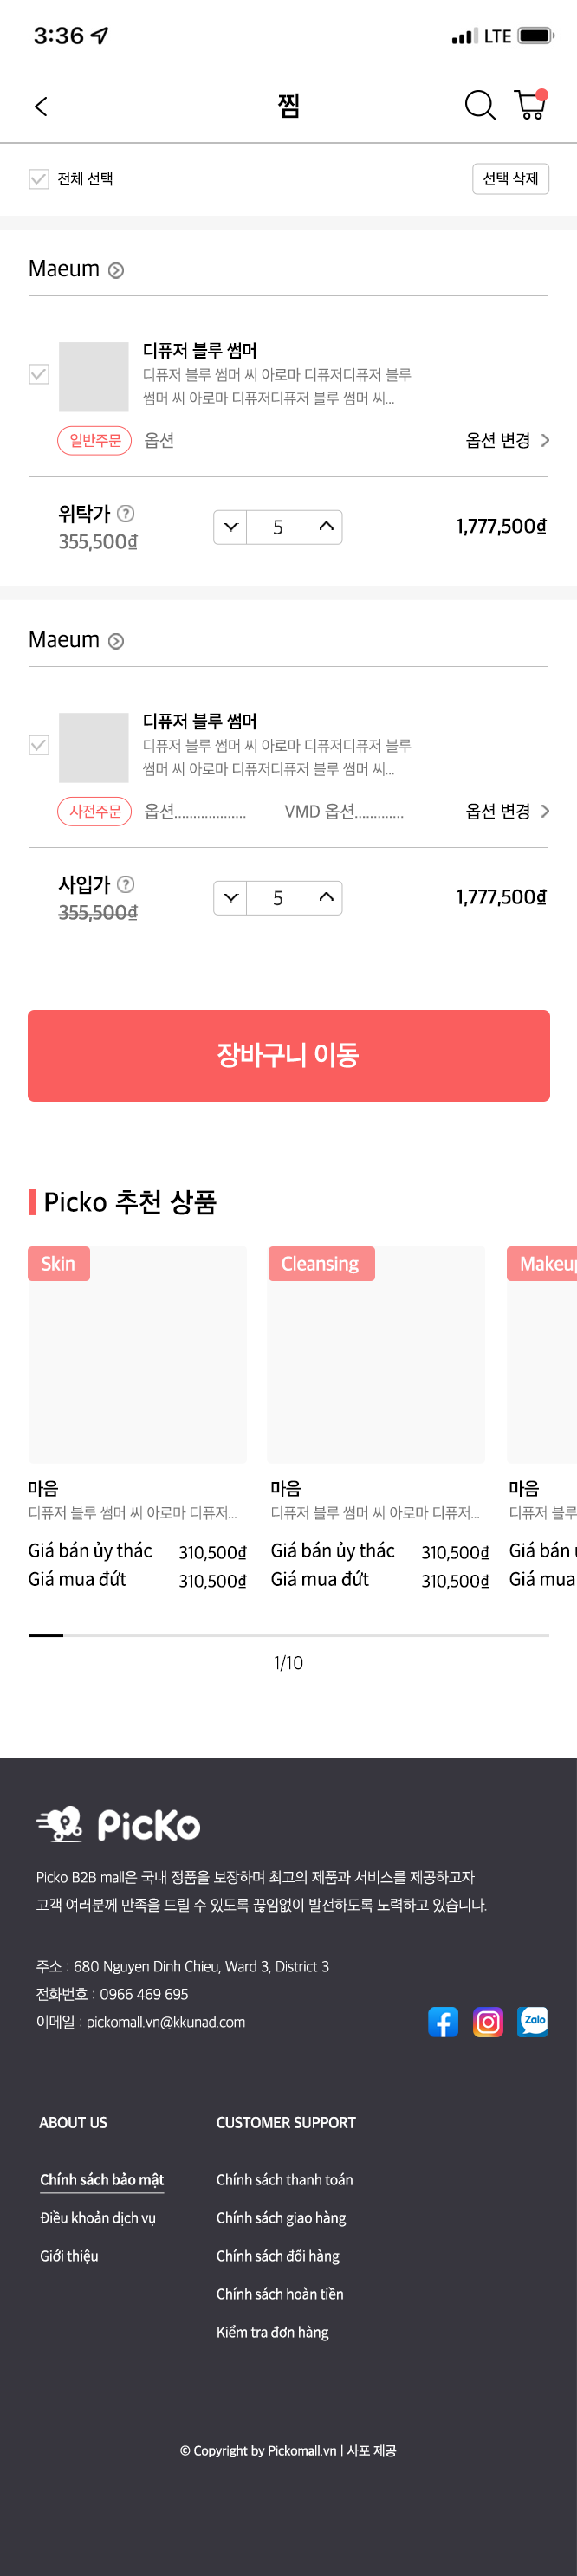 3:36 LTE
찜
전체 선택 선택 삭제
Maeum
디퓨저 블루 썸머
디퓨저 블루 썸머 씨 아로마 디퓨저디퓨저 블루
썸머 씨 아로마 디퓨저디퓨저 블루 썸머 씨...
일반주문 옵션 옵션 변경
위탁가 ?
355,500₫ 5 1,777,500₫
Maeum
디퓨저 블루 썸머
디퓨저 블루 썸머 씨 아로마 디퓨저디퓨저 블루
썸머 씨 아로마 디퓨저디퓨저 블루 썸머 씨...
사전주문 옵션................... VMD 옵션............. 옵션 변경
사입가 ?
355,500₫ 5 1,777,500₫
장바구니 이동
Picko 추천 상품
Skin Cleansing Makeup
마음 마음 마음
디퓨저 블루 썸머 씨 아로마 디퓨저... 디퓨저 블루 썸머 씨 아로마 디퓨저... 디퓨저 블루
Giá bán ủy thác 310,500₫ Giá bán ủy thác 310,500₫ Giá bán
Giá mua đứt 310,500₫ Giá mua đứt 310,500₫ Giá mua
1/10
PicKo
Picko B2B mall은 국내 정품을 보장하며 최고의 제품과 서비스를 제공하고자
고객 여러분께 만족을 드릴 수 있도록 끊임없이 발전하도록 노력하고 있습니다.
주소 : 680 Nguyen Dinh Chieu, Ward 3, District 3
전화번호 : 0966 469 695
이메일 : pickomall.vn@kkunad.com
Zalo
ABOUT US CUSTOMER SUPPORT
Chính sách bảo mật Chính sách thanh toán
Điều khoản dịch vụ Chính sách giao hàng
Giới thiệu Chính sách đổi hàng
Chính sách hoàn tiền
Kiểm tra đơn hàng
© Copyright by Pickomall.vn | 사포 제공